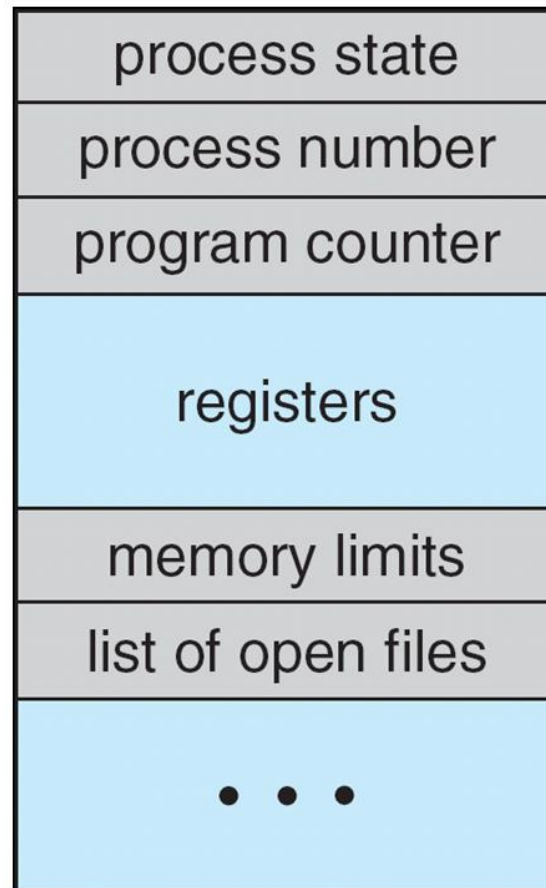 process state
process number
program counter
registers
memory limits
list of open files
• • •